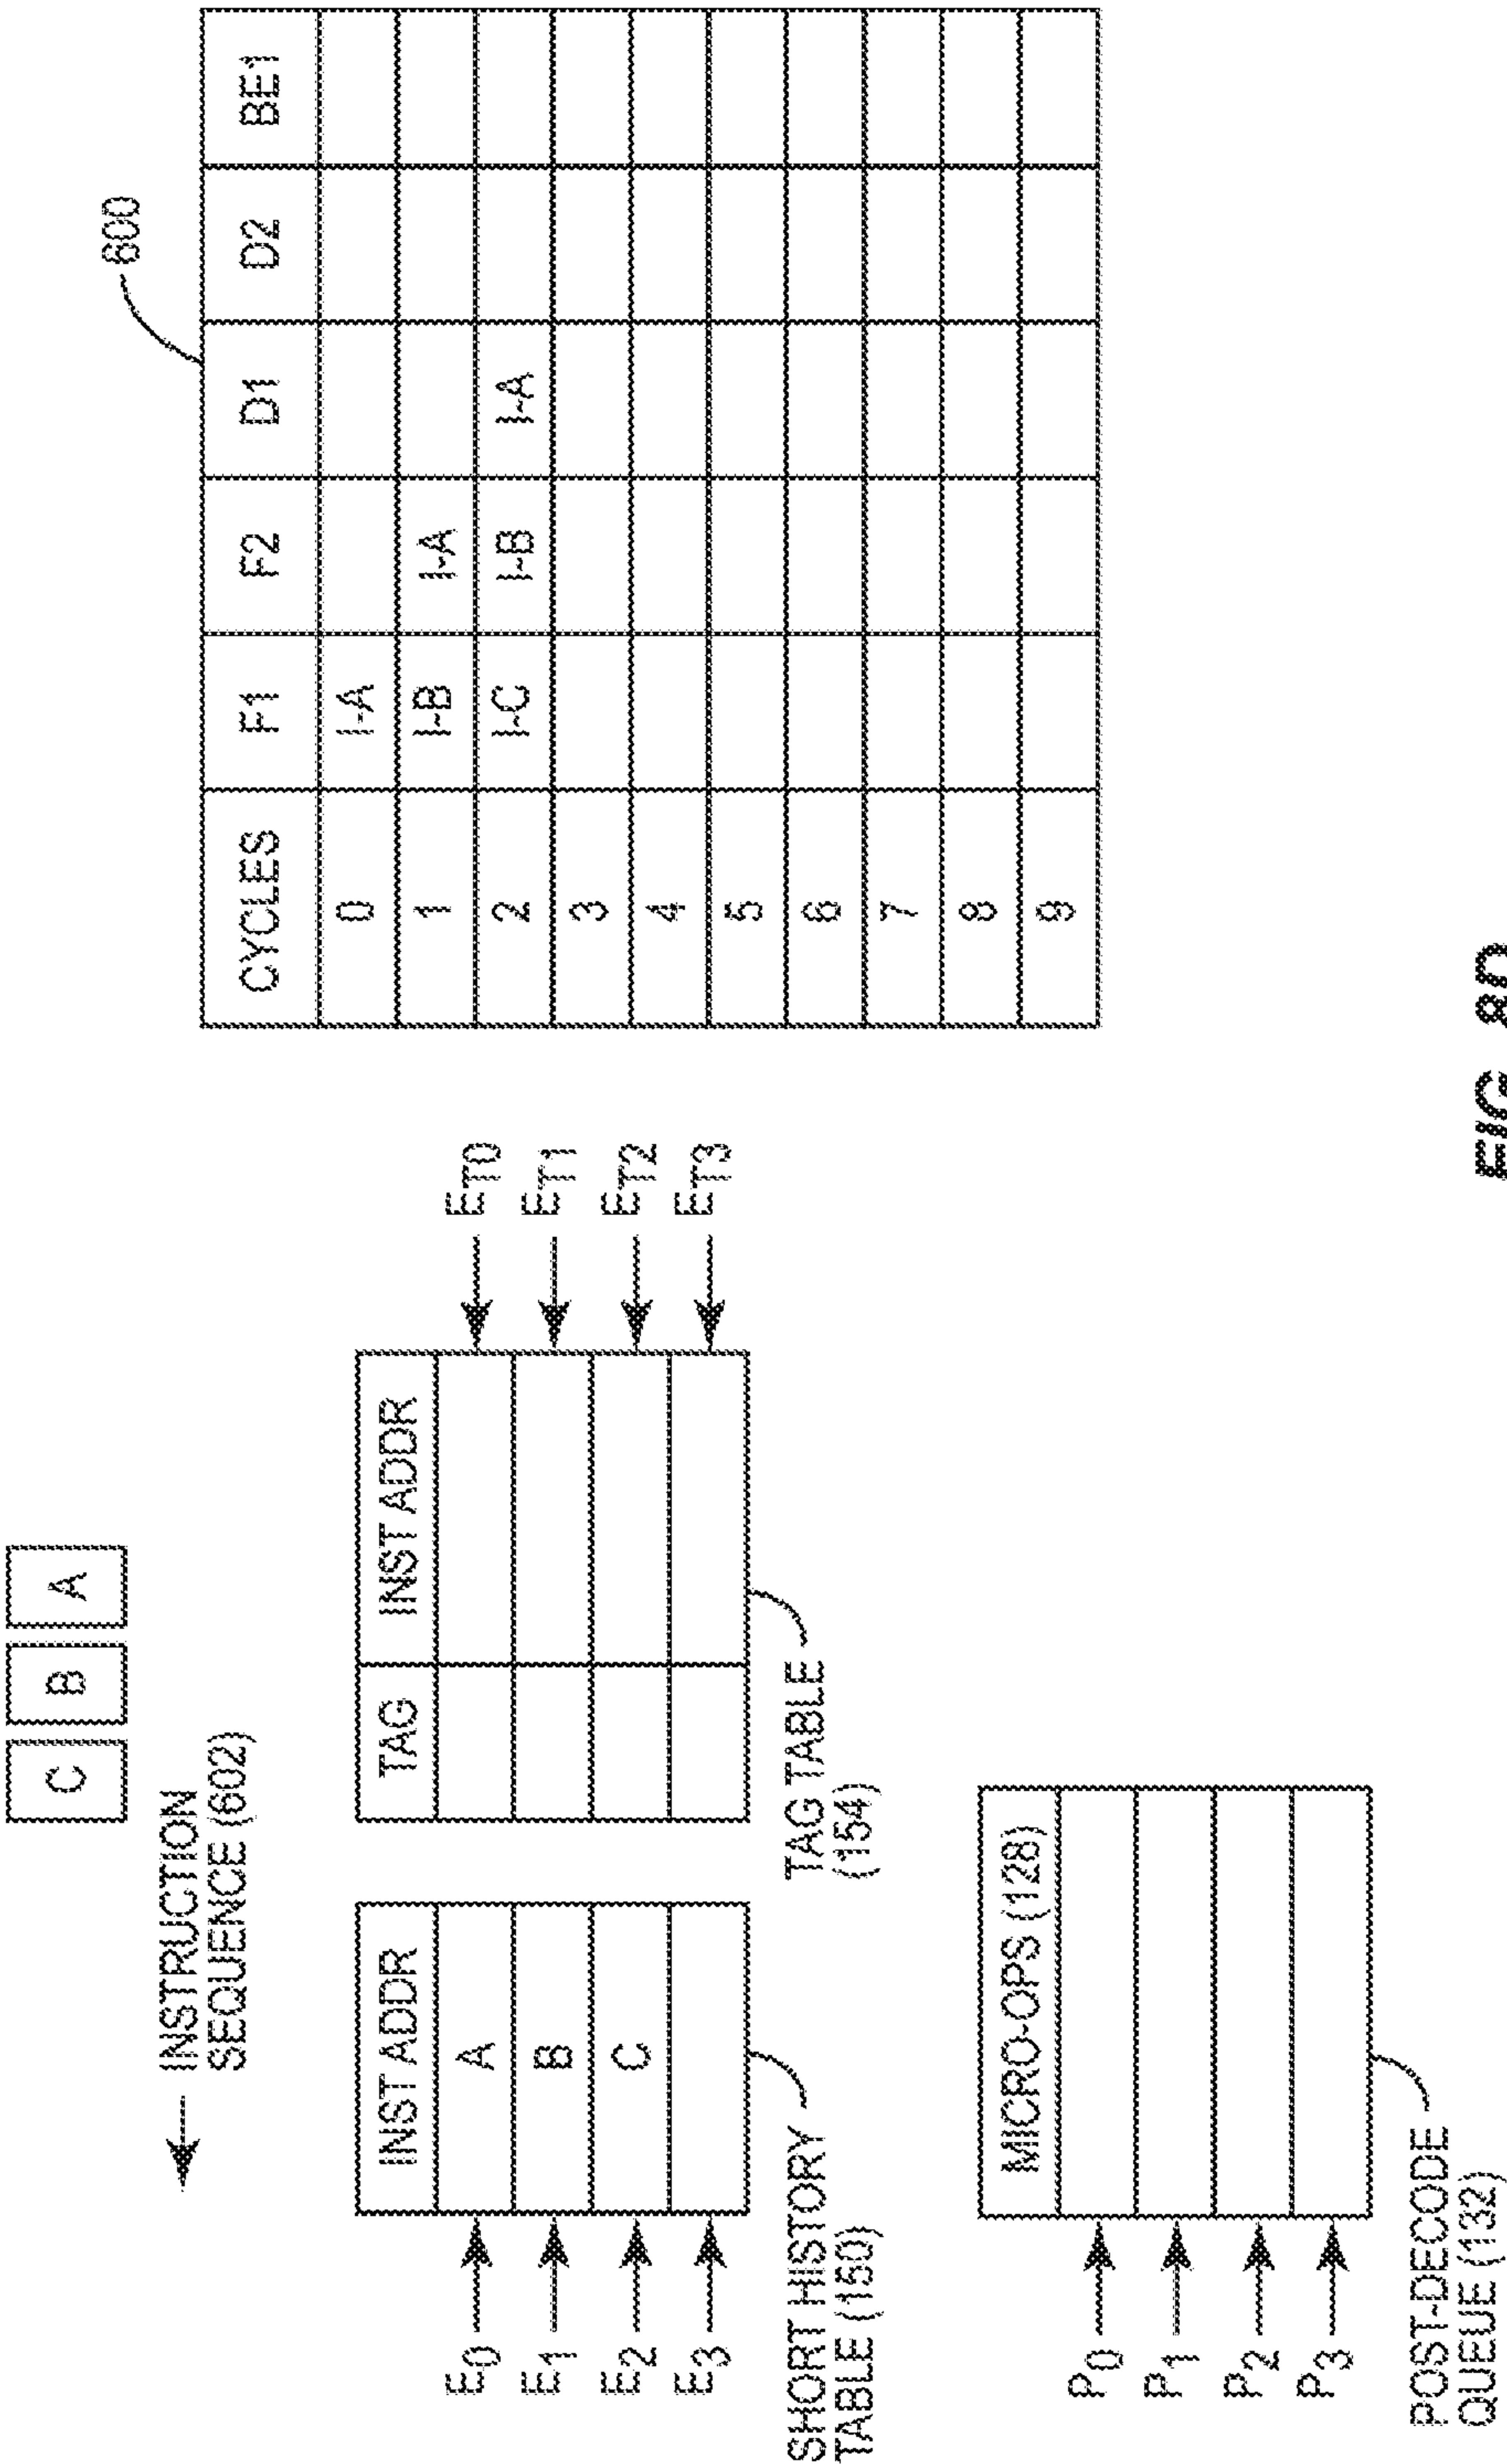 C B A
INSTRUCTION
SEQUENCE (602)
INST ADDR
E0 A
E1 B
E2 C
E3
SHORT HISTORY
TABLE (150)
TAG INST ADDR
ET0
ET1
ET2
ET3
TAG TABLE
(154)
MICRO-OPS (128)
P0
P1
P2
P3
POST-DECODE
QUEUE (132)
600
CYCLES F1 F2 D1 D2 BE1
0 I-A
1 I-B I-A
2 I-C I-B I-A
3
4
5
6
7
8
9
FIG.